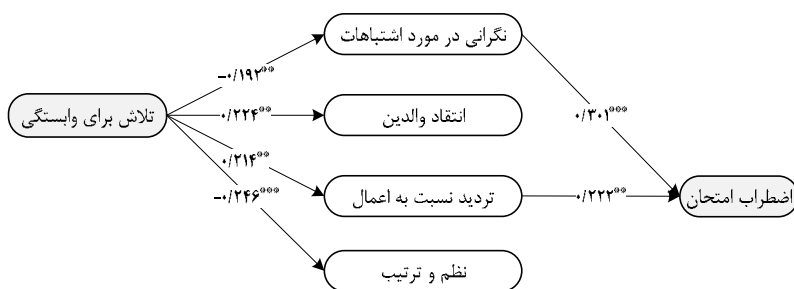 نگرانی در مورد اشتباهات
-۰/۱۹۲**
تلاش برای وابستگی
۰/۲۲۴**
انتقاد والدین
۰/۳۰۱***
۰/۲۱۴**
-۰/۲۴۶***
تردید نسبت به اعمال
۰/۲۲۲**
اضطراب امتحان
نظم و ترتیب